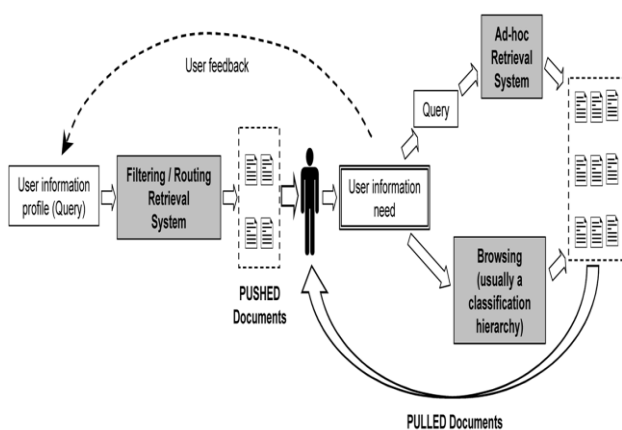 User feedback
User information
profile (Query)
Filtering / Routing
Retrieval
System
PUSHED
Documents
User information
need
Query
Ad-hoc
Retrieval
System
Browsing
(usually a
classification
hierarchy)
PULLED Documents